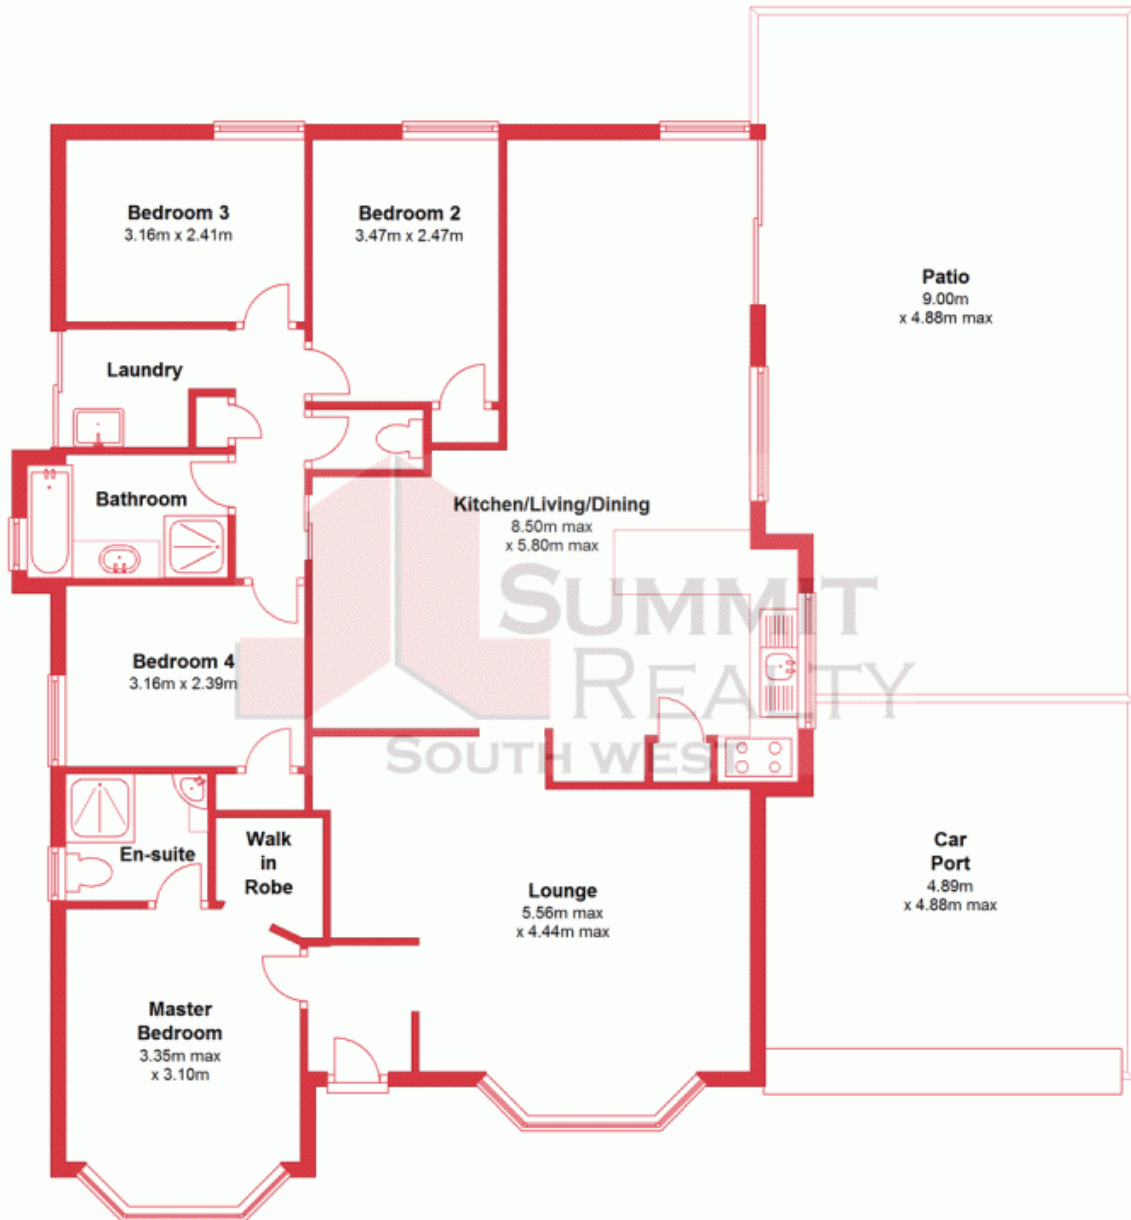 Bedroom 3
3.16m x 2.41m
Bedroom 2
3.47m x 2.47m
Patio
9.00m
x 4.88m max
Laundry
Bathroom
Kitchen/Living/Dining
8.50m max
x 5.80m max
SUMMIT
REALTY
SOUTH WEST
Bedroom 4
3.16m x 2.39m
En-suite
Walk
in
Robe
Lounge
5.56m max
x 4.44m max
Car
Port
4.89m
x 4.88m max
Master
Bedroom
3.35m max
x 3.10m